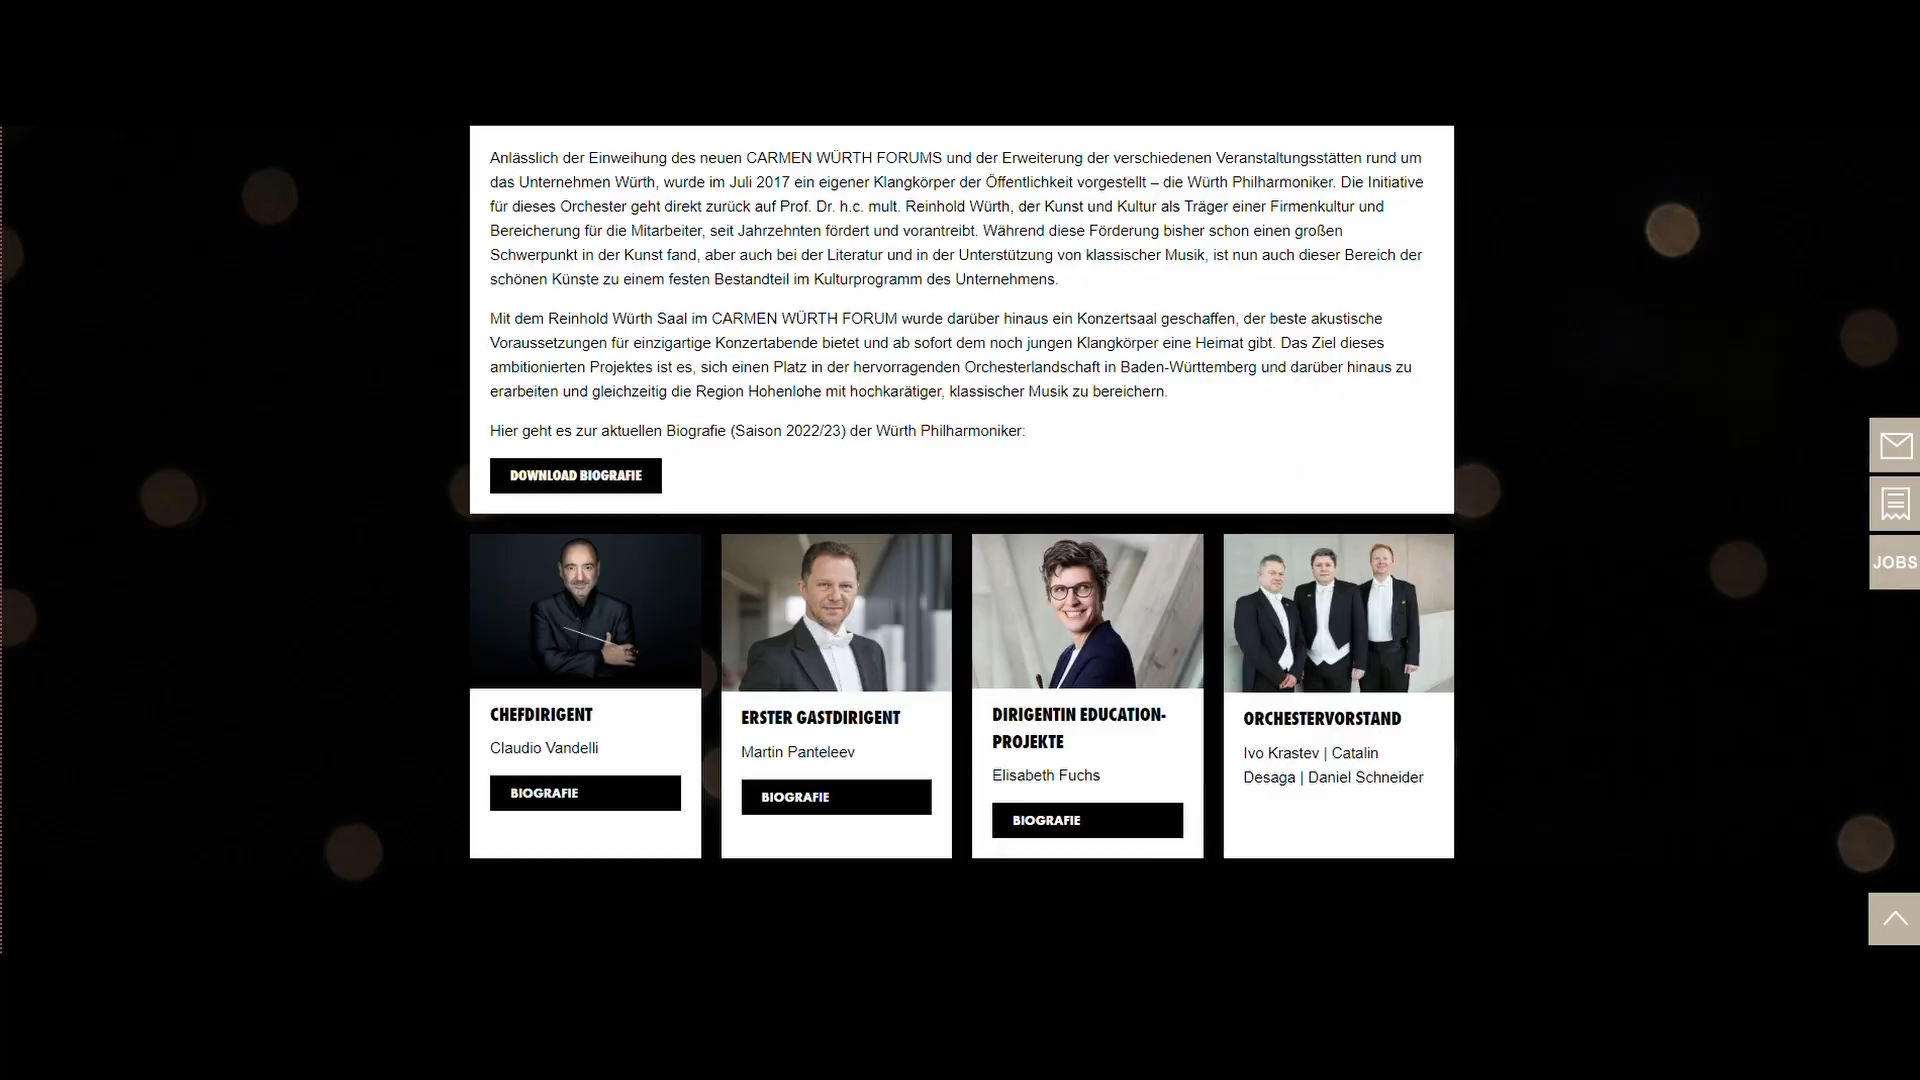 Anlässlich der Einweihung des neuen CARMEN WÜRTH FORUMS und der Erweiterung der verschiedenen Veranstaltungsstätten rund um
das Unternehmen Würth, wurde im Juli 2017 ein eigener Klangkörper der Öffentlichkeit vorgestellt – die Würth Philharmoniker. Die Initiative
für dieses Orchester geht direkt zurück auf Prof. Dr. h.c. mult. Reinhold Würth, der Kunst und Kultur als Träger einer Firmenkultur und
Bereicherung für die Mitarbeiter, seit Jahrzehnten fördert und vorantreibt. Während diese Förderung bisher schon einen großen
Schwerpunkt in der Kunst fand, aber auch bei der Literatur und in der Unterstützung von klassischer Musik, ist nun auch dieser Bereich der
schönen Künste zu einem festen Bestandteil im Kulturprogramm des Unternehmens.
Mit dem Reinhold Würth Saal im CARMEN WÜRTH FORUM wurde darüber hinaus ein Konzertsaal geschaffen, der beste akustische
Voraussetzungen für einzigartige Konzertabende bietet und ab sofort dem noch jungen Klangkörper eine Heimat gibt. Das Ziel dieses
ambitionierten Projektes ist es, sich einen Platz in der hervorragenden Orchesterlandschaft in Baden-Württemberg und darüber hinaus zu
erarbeiten und gleichzeitig die Region Hohenlohe mit hochkarätiger, klassischer Musik zu bereichern.
Hier geht es zur aktuellen Biografie (Saison 2022/23) der Würth Philharmoniker:
DOWNLOAD BIOGRAFIE
JOBS
CHEFDIRIGENT
Claudio Vandelli
BIOGRAFIE
ERSTER GASTDIRIGENT
Martin Panteleev
BIOGRAFIE
DIRIGENTIN EDUCATION-
PROJEKTE
Elisabeth Fuchs
BIOGRAFIE
ORCHESTERVORSTAND
Ivo Krastev | Catalin
Desaga | Daniel Schneider